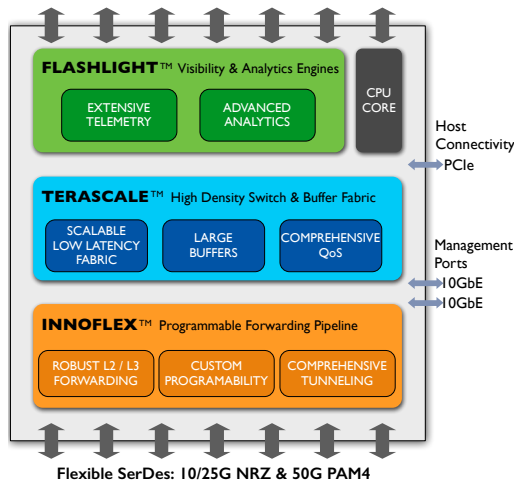 FLASHLIGHT™ Visibility & Analytics Engines
EXTENSIVE
TELEMETRY
ADVANCED
ANALYTICS
CPU
CORE
Host
Connectivity
PCIe
TERASCALE™ High Density Switch & Buffer Fabric
SCALABLE
LOW LATENCY
FABRIC
LARGE
BUFFERS
COMPREHENSIVE
QoS
Management
Ports
10GbE
10GbE
INNOFLEX™ Programmable Forwarding Pipeline
ROBUST L2 / L3
FORWARDING
CUSTOM
PROGRAMABILITY
COMPREHENSIVE
TUNNELING
Flexible SerDes: 10/25G NRZ & 50G PAM4